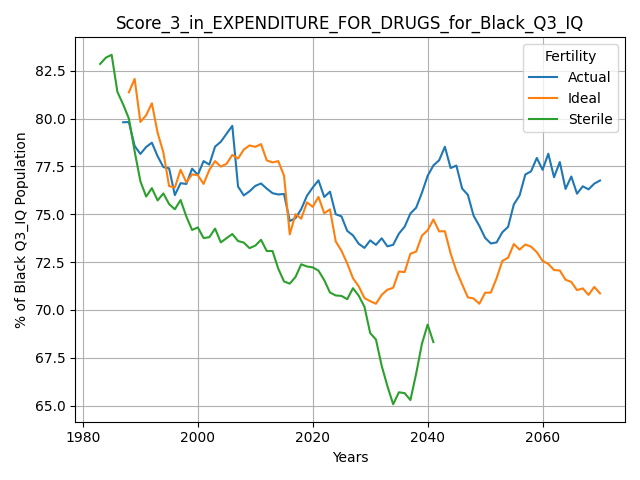 Score_3_in_EXPENDITURE_FOR_DRUGS_for_Black_Q3_IQ
Fertility
Actual
Ideal
Sterile
% of Black Q3_IQ Population
82.5
80.0
77.5
75.0
72.5
70.0
67.5
65.0
1980
2000
2020
2040
2060
Years